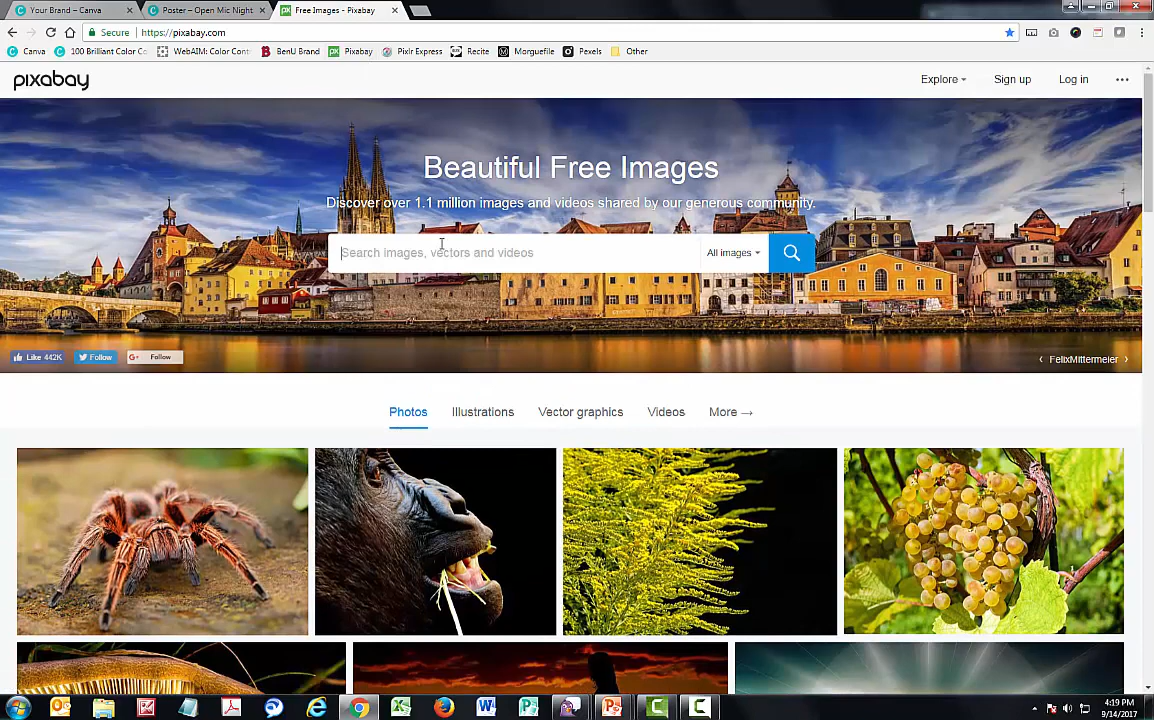 Your Brand – Canva
Poster – Open Mic Night
Free Images - Pixabay
Secure
https://pixabay.com
Canva
100 Brilliant Color Co
WebAIM: Color Cont
BenU Brand
Pixabay
Pixlr Express
Recite
Morguefile
Pexels
Other
pixabay
Explore
Sign up
Log in
Beautiful Free Images
Discover over 1.1 million images and videos shared by our generous community.
Search images, vectors and videos
All images
Like 442K
Follow
G+ Follow
‹ FelixMittermeier ›
Photos
Illustrations
Vector graphics
Videos
More →
4:19 PM
9/14/2017